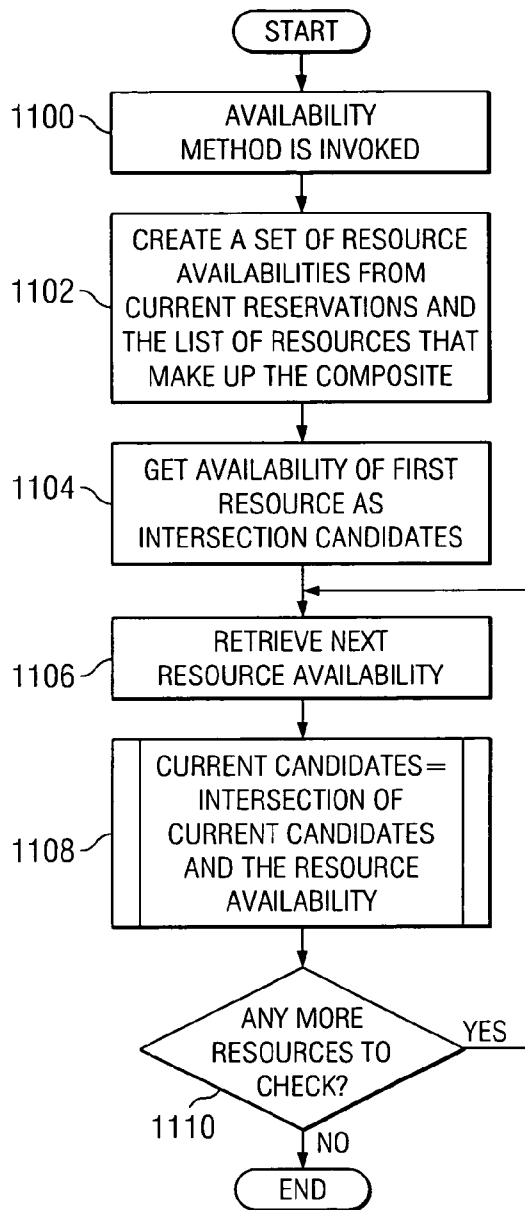 START
1100
AVAILABILITY
METHOD IS INVOKED
1102
CREATE A SET OF RESOURCE
AVAILABILITIES FROM
CURRENT RESERVATIONS AND
THE LIST OF RESOURCES THAT
MAKE UP THE COMPOSITE
1104
GET AVAILABILITY OF FIRST
RESOURCE AS
INTERSECTION CANDIDATES
1106
RETRIEVE NEXT
RESOURCE AVAILABILITY
1108
CURRENT CANDIDATES=
INTERSECTION OF
CURRENT CANDIDATES
AND THE RESOURCE
AVAILABILITY
ANY MORE
RESOURCES TO
CHECK?
YES
1110
NO
END